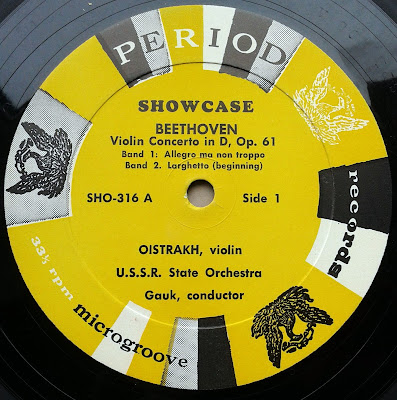 PERIOD
SHOWCASE
BEETHOVEN
Violin Concerto in D, Op. 61
Band 1: Allegro ma non troppo
Band 2. Larghetto (beginning)
SHO-316 A Side 1
OISTRAKH, violin
U.S.S.R. State Orchestra
Gauk, conductor
records
33⅓ rpm microgroove